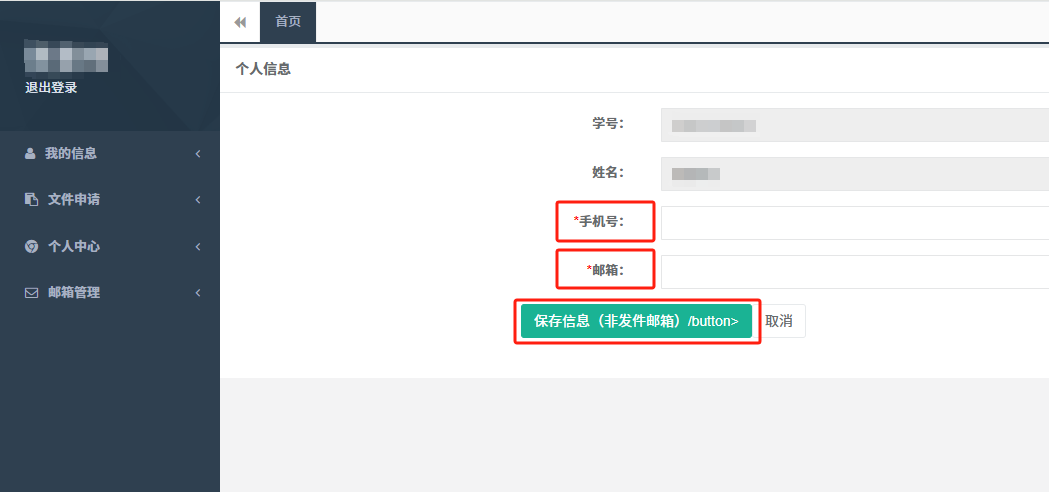 首页
退出登录
我的信息
文件申请
个人中心
邮箱管理
个人信息
学号：
姓名：
*手机号：
*邮箱：
保存信息（非发件邮箱）/button> 取消